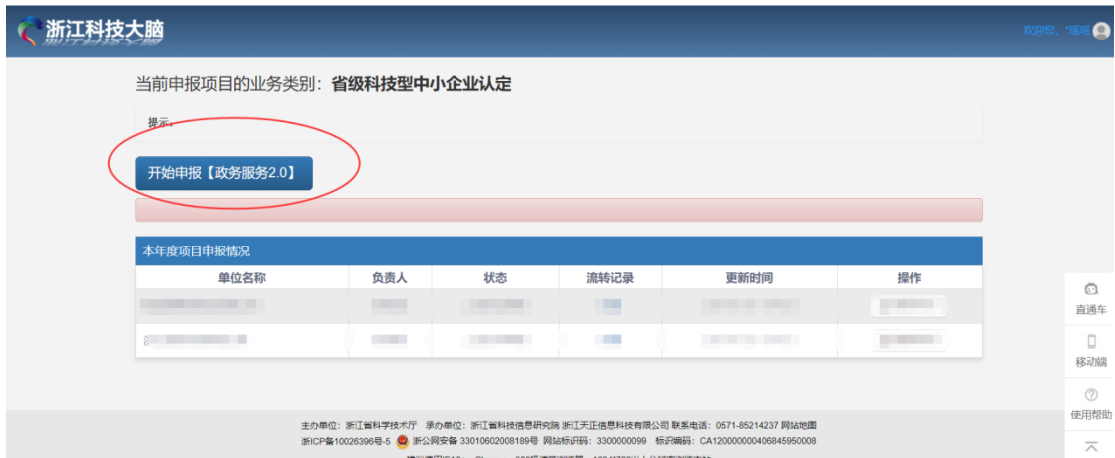 浙江科技大脑
欢迎您，*瑶瑶
当前申报项目的业务类别：省级科技型中小企业认定
提示：
开始申报【政务服务2.0】
本年度项目申报情况
单位名称 负责人 状态 流转记录 更新时间 操作
直通车
移动端
使用帮助
主办单位：浙江省科学技术厅 承办单位：浙江省科技信息研究院 浙江天正信息科技有限公司 联系电话：0571-85214237 网站地图
浙ICP备10026396号-5 浙公网安备 33010602008189号 网站标识码：3300000099 标识编码：CA120000000406845950008